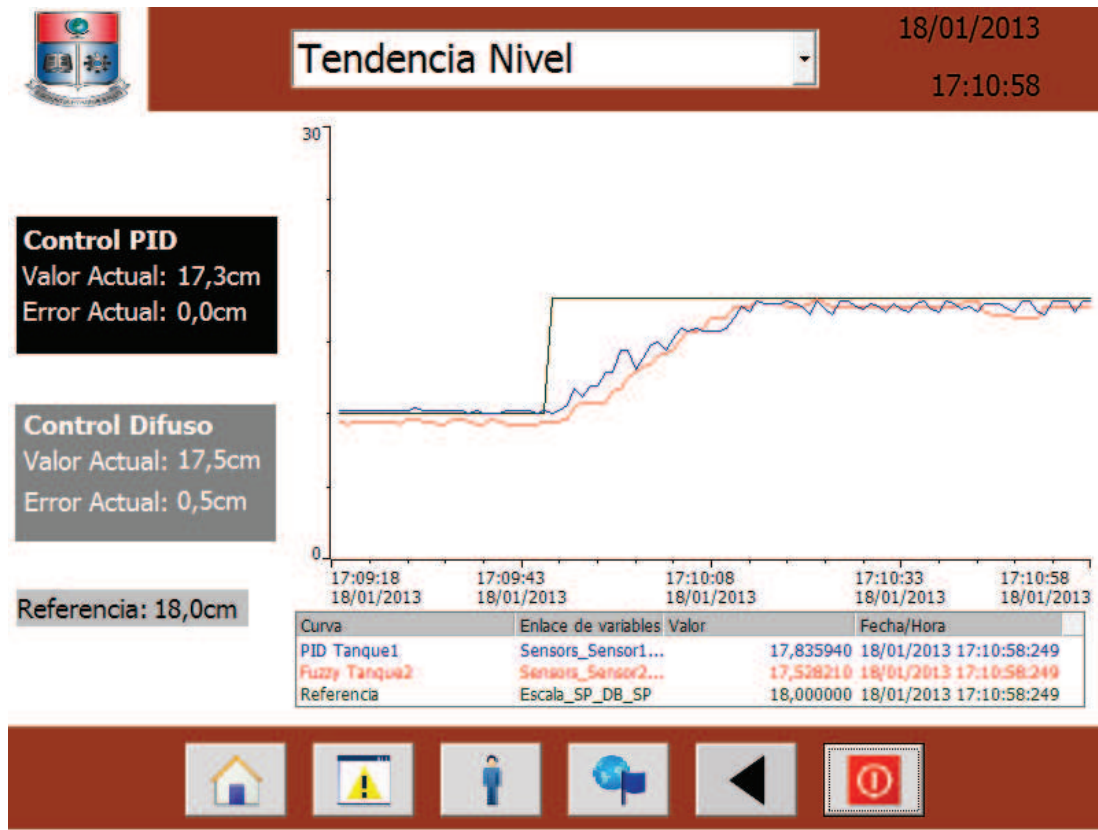 Tendencia Nivel
18/01/2013
17:10:58
30
Control PID
Valor Actual: 17,3cm
Error Actual: 0,0cm
Control Difuso
Valor Actual: 17,5cm
Error Actual: 0,5cm
Referencia: 18,0cm
0
17:09:18 17:09:43 17:10:08 17:10:33 17:10:58
18/01/2013 18/01/2013 18/01/2013 18/01/2013 18/01/2013
Curva Enlace de variables Valor Fecha/Hora
PID Tanque1 Sensors_Sensor1... 17,835940 18/01/2013 17:10:58:249
Fuzzy Tanque2 Sensors_Sensor2... 17,528210 18/01/2013 17:10:58:249
Referencia Escala_SP_DB_SP 18,000000 18/01/2013 17:10:58:249